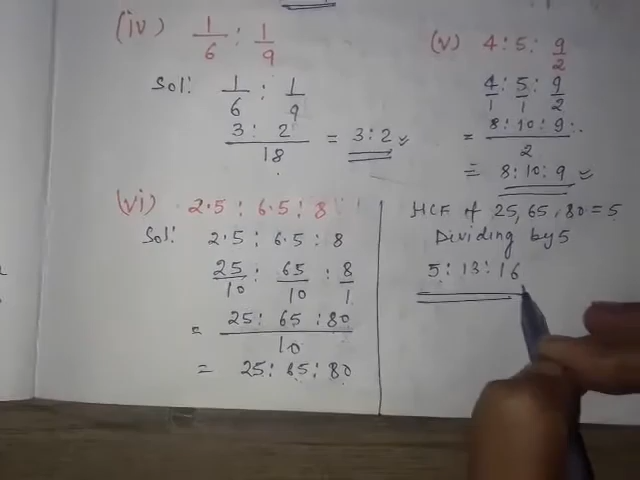 (iv) 1/6 : 1/9
Sol: 1/6 : 1/9
3 : 2 / 18 = 3:2
(v) 4 : 5 : 9/2
4/1 : 5/1 : 9/2
= 8:10:9 / 2
= 8:10:9
(vi) 2.5 : 6.5 : 8
Sol: 2.5 : 6.5 : 8
25/10 : 65/10 : 8/1
= 25 : 65 : 80 / 10
= 25 : 65 : 80
HCF of 25, 65, 80 = 5
Dividing by 5
5 : 13 : 16